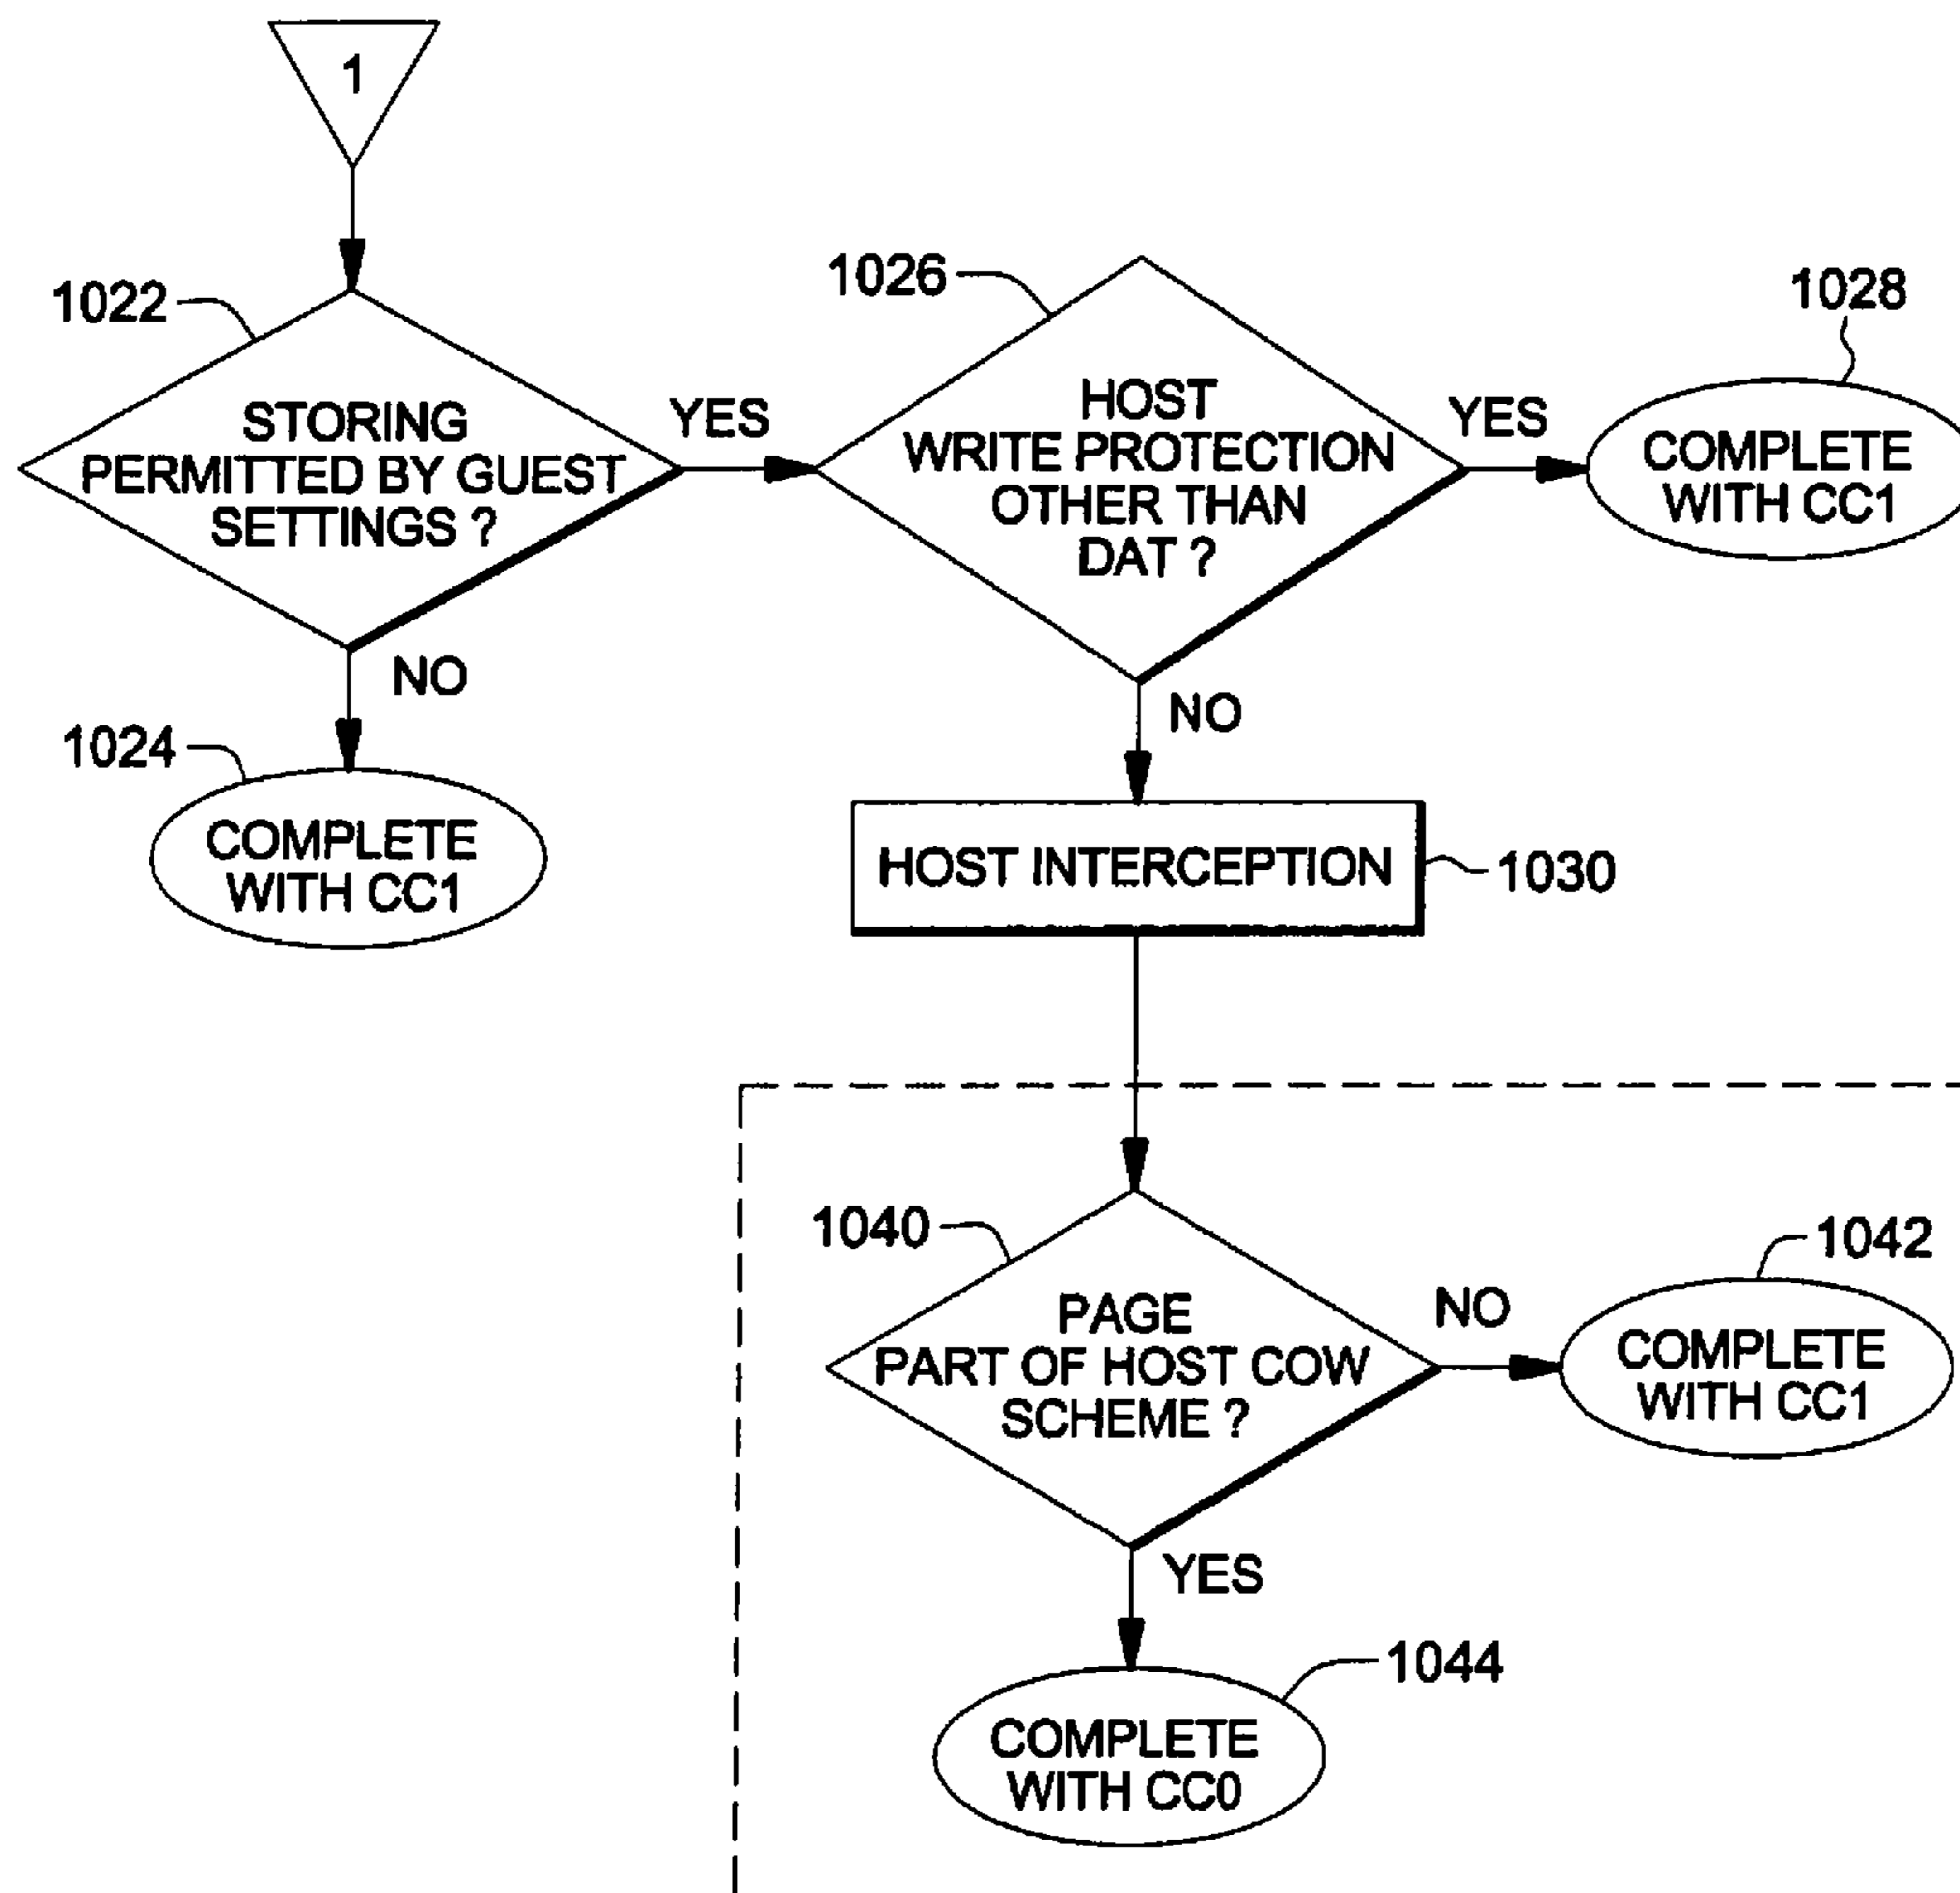 1
1022
STORING
PERMITTED BY GUEST
SETTINGS ?
YES
NO
1024
COMPLETE
WITH CC1
1026
HOST
WRITE PROTECTION
OTHER THAN
DAT ?
YES
1028
COMPLETE
WITH CC1
NO
HOST INTERCEPTION
1030
1040
PAGE
PART OF HOST COW
SCHEME ?
NO
1042
COMPLETE
WITH CC1
YES
1044
COMPLETE
WITH CC0